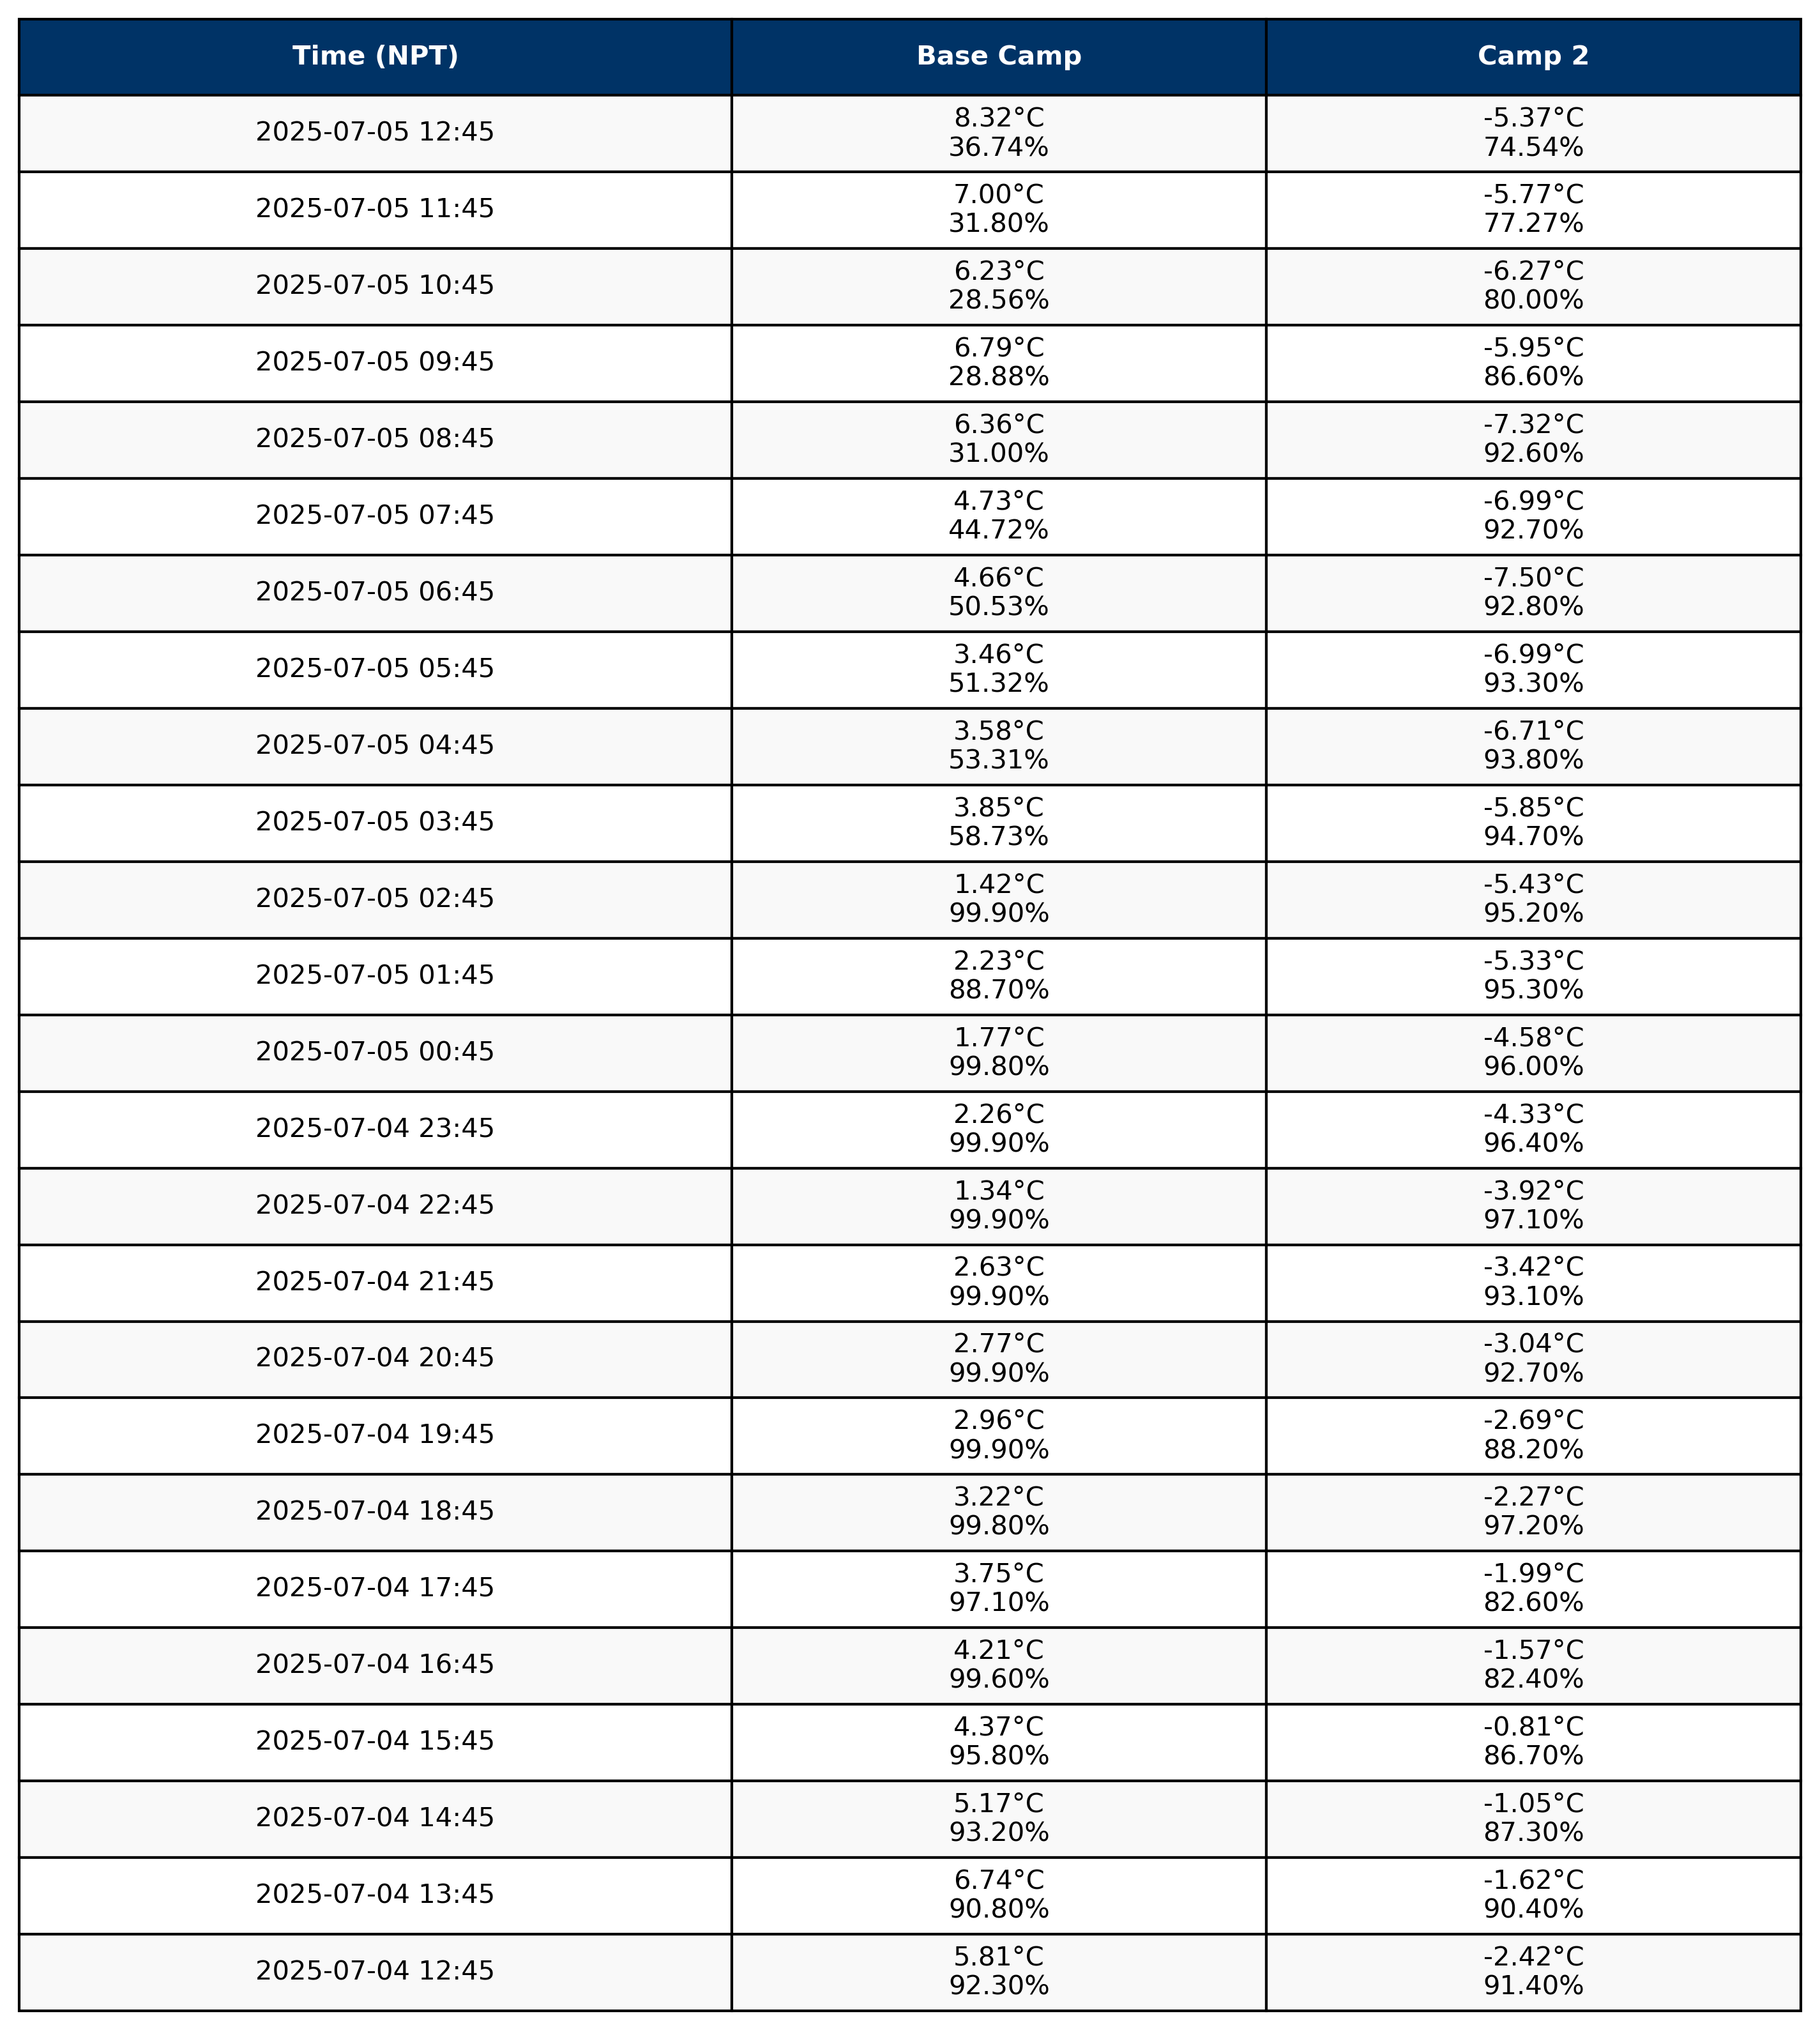 Time (NPT) Base Camp Camp 2
2025-07-05 12:45 8.32°C -5.37°C
36.74% 74.54%
2025-07-05 11:45 7.00°C -5.77°C
31.80% 77.27%
2025-07-05 10:45 6.23°C -6.27°C
28.56% 80.00%
2025-07-05 09:45 6.79°C -5.95°C
28.88% 86.60%
2025-07-05 08:45 6.36°C -7.32°C
31.00% 92.60%
2025-07-05 07:45 4.73°C -6.99°C
44.72% 92.70%
2025-07-05 06:45 4.66°C -7.50°C
50.53% 92.80%
2025-07-05 05:45 3.46°C -6.99°C
51.32% 93.30%
2025-07-05 04:45 3.58°C -6.71°C
53.31% 93.80%
2025-07-05 03:45 3.85°C -5.85°C
58.73% 94.70%
2025-07-05 02:45 1.42°C -5.43°C
99.90% 95.20%
2025-07-05 01:45 2.23°C -5.33°C
88.70% 95.30%
2025-07-05 00:45 1.77°C -4.58°C
99.80% 96.00%
2025-07-04 23:45 2.26°C -4.33°C
99.90% 96.40%
2025-07-04 22:45 1.34°C -3.92°C
99.90% 97.10%
2025-07-04 21:45 2.63°C -3.42°C
99.90% 93.10%
2025-07-04 20:45 2.77°C -3.04°C
99.90% 92.70%
2025-07-04 19:45 2.96°C -2.69°C
99.90% 88.20%
2025-07-04 18:45 3.22°C -2.27°C
99.80% 97.20%
2025-07-04 17:45 3.75°C -1.99°C
97.10% 82.60%
2025-07-04 16:45 4.21°C -1.57°C
99.60% 82.40%
2025-07-04 15:45 4.37°C -0.81°C
95.80% 86.70%
2025-07-04 14:45 5.17°C -1.05°C
93.20% 87.30%
2025-07-04 13:45 6.74°C -1.62°C
90.80% 90.40%
2025-07-04 12:45 5.81°C -2.42°C
92.30% 91.40%